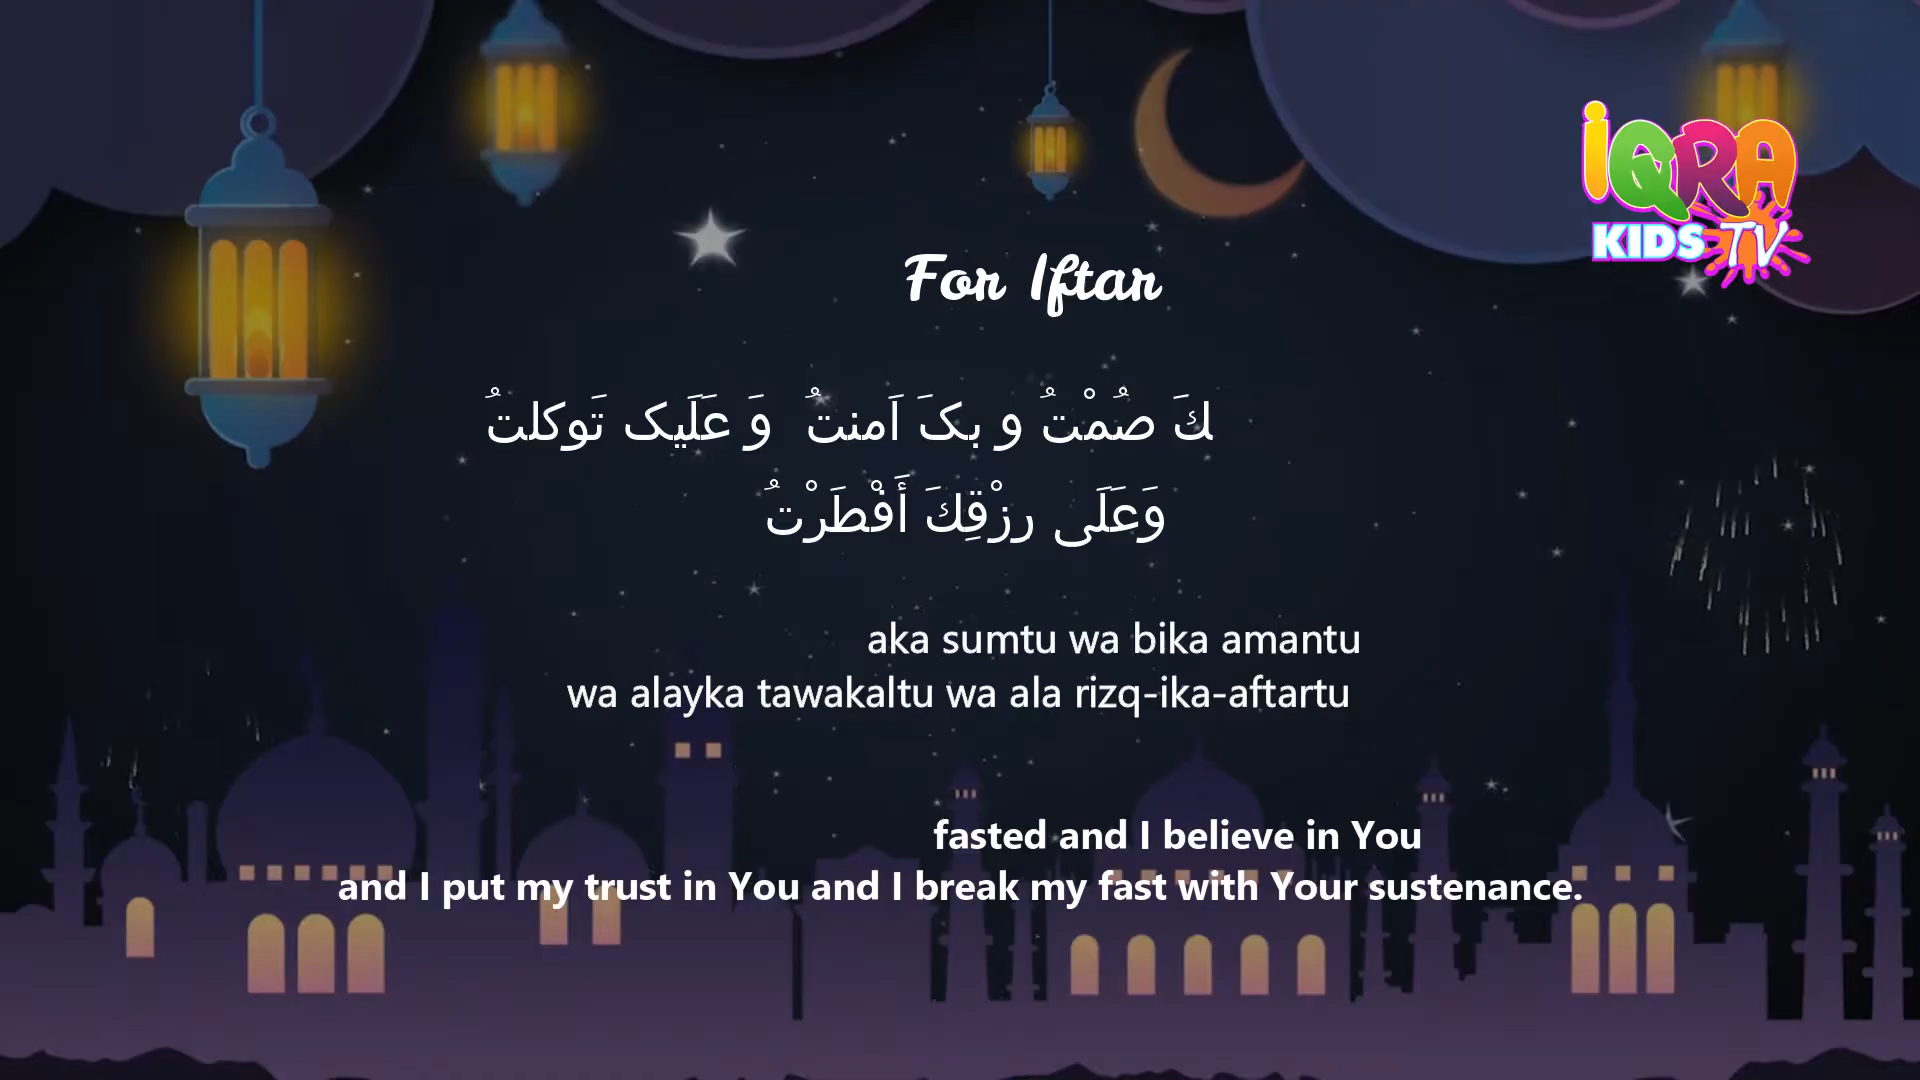 iQRA
KIDS TV
For Iftar
كَ صُمْتُ و بکَ اَمنتُ وَ عَلَیک تَوکلتُ
وَعَلَى رزْقِكَ أَفْطَرْتُ
aka sumtu wa bika amantu
wa alayka tawakaltu wa ala rizq-ika-aftartu
fasted and I believe in You
and I put my trust in You and I break my fast with Your sustenance.